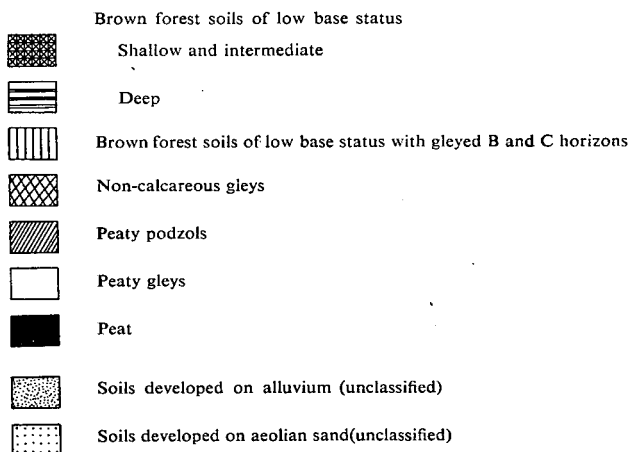 Brown forest soils of low base status
Shallow and intermediate
Deep
Brown forest soils of low base status with gleyed B and C horizons
Non-calcareous gleys
Peaty podzols
Peaty gleys
Peat
Soils developed on alluvium (unclassified)
Soils developed on aeolian sand(unclassified)